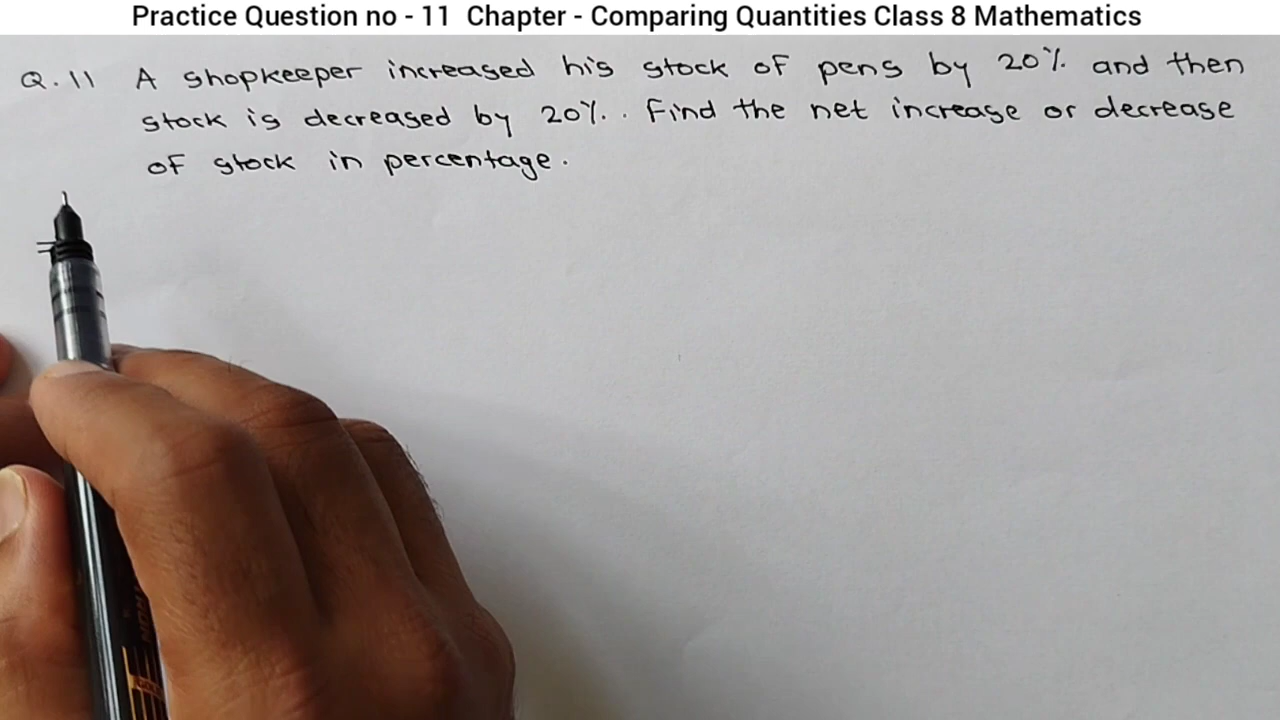 Practice Question no - 11 Chapter - Comparing Quantities Class 8 Mathematics
Q.11 A shopkeeper increased his stock of pens by 20% and then
stock is decreased by 20%. . Find the net increase or decrease
of stock in percentage.